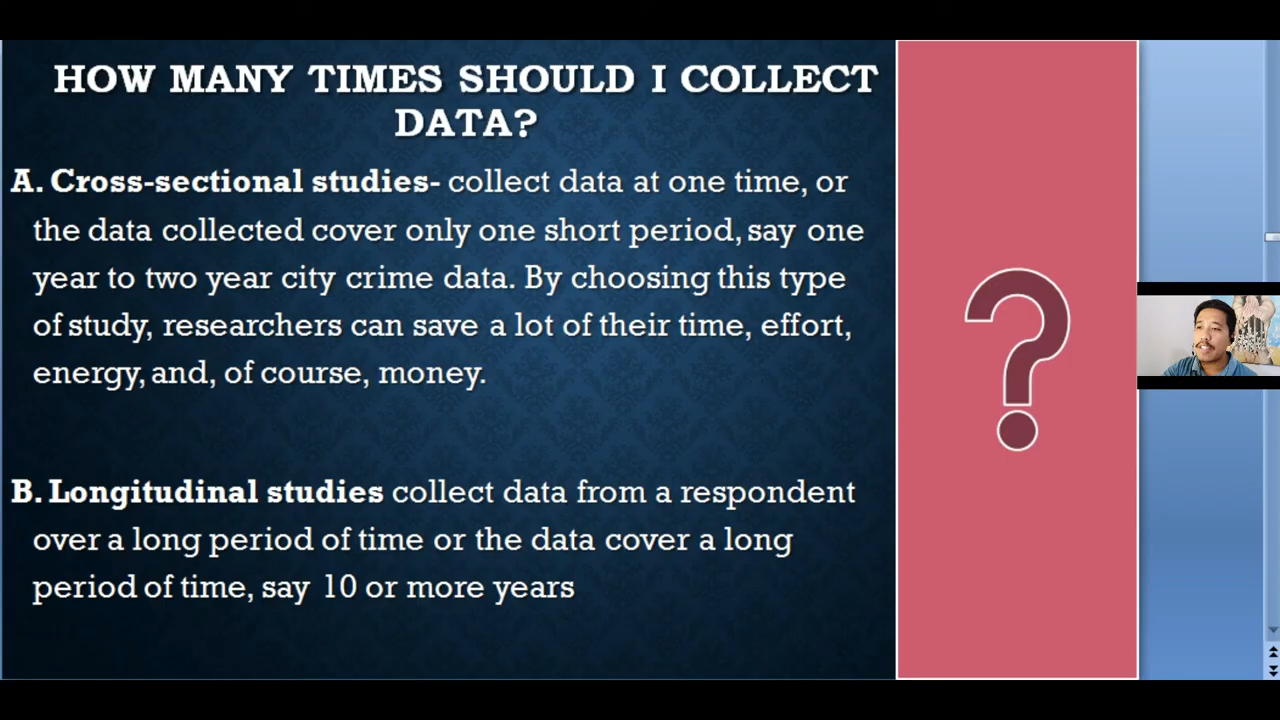 HOW MANY TIMES SHOULD I COLLECT
DATA?
A. Cross-sectional studies- collect data at one time, or
the data collected cover only one short period, say one
year to two year city crime data. By choosing this type
of study, researchers can save a lot of their time, effort,
energy, and, of course, money.
B. Longitudinal studies collect data from a respondent
over a long period of time or the data cover a long
period of time, say 10 or more years
?